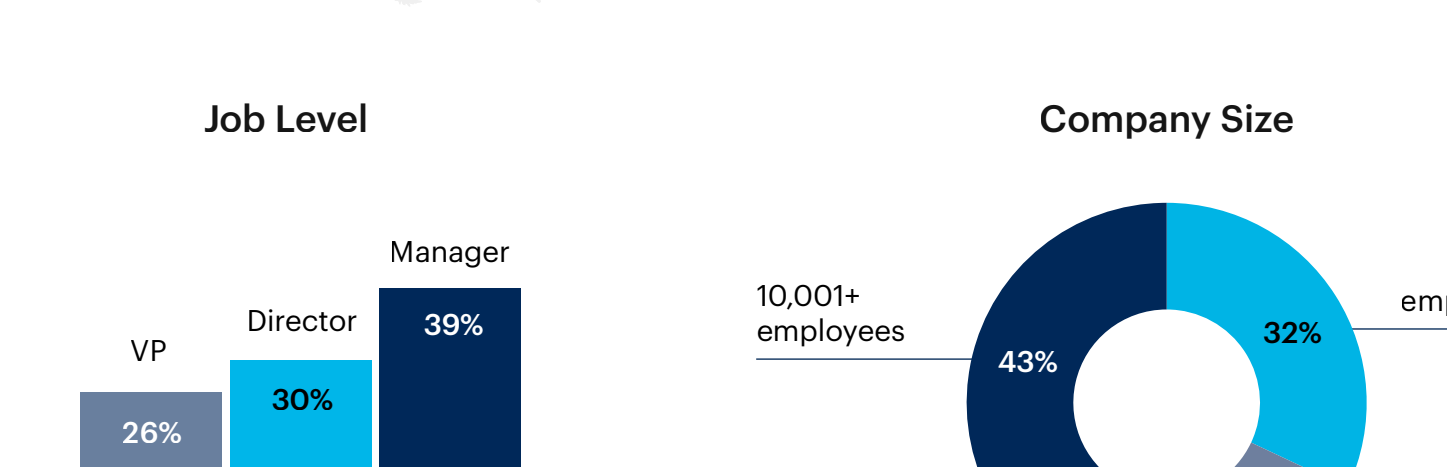 Job Level
Manager
39%
Director
30%
VP
26%
Company Size
10,001+
employees
43%
32%